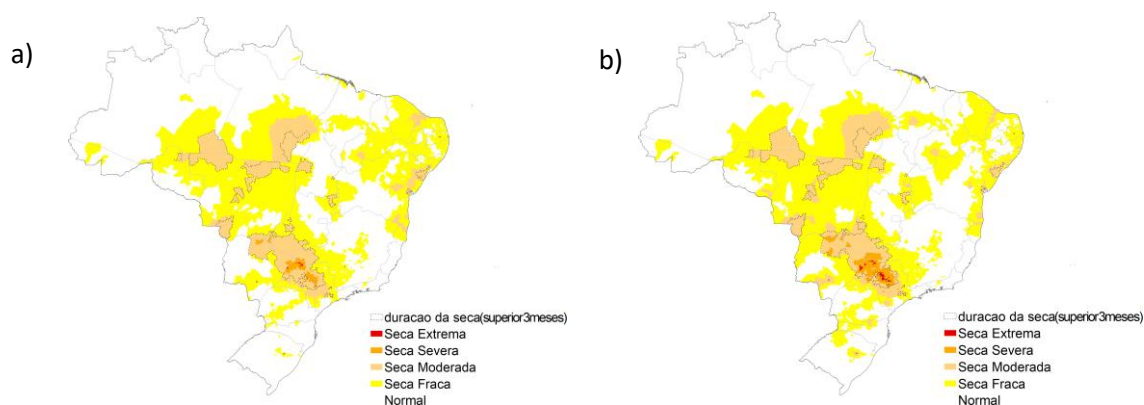 a)
duracao da seca(superior3meses)
Seca Extrema
Seca Severa
Seca Moderada
Seca Fraca
Normal
b)
duracao da seca(superior3meses)
Seca Extrema
Seca Severa
Seca Moderada
Seca Fraca
Normal